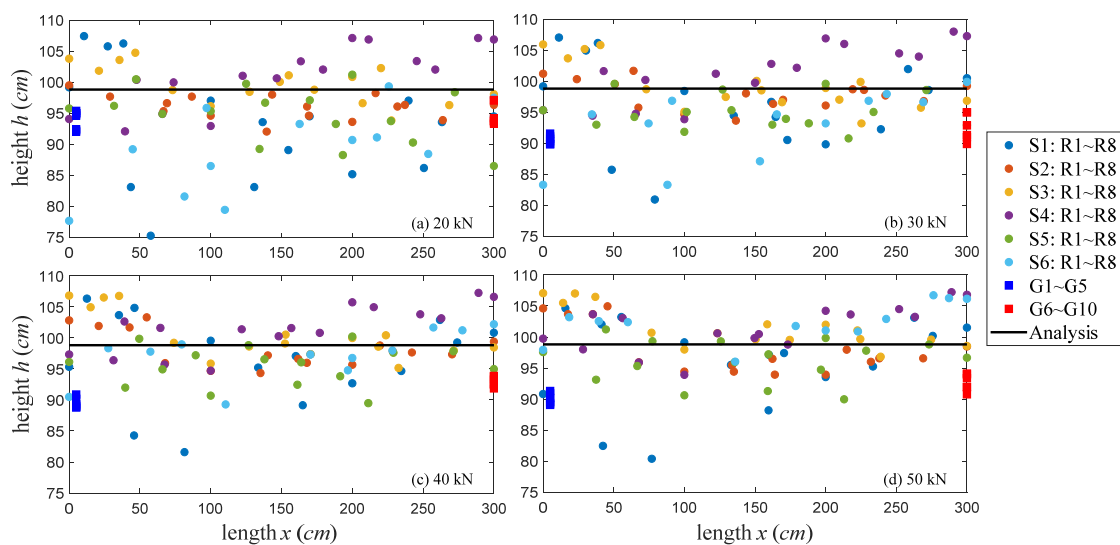 110
105
100
95
90
85
80
75
height h (cm)
0 50 100 150 200 250 300
(a) 20 kN
110
105
100
95
90
85
80
75
0 50 100 150 200 250 300
(b) 30 kN
110
105
100
95
90
85
80
75
height h (cm)
0 50 100 150 200 250 300
(c) 40 kN
length x (cm)
110
105
100
95
90
85
80
75
0 50 100 150 200 250 300
(d) 50 kN
length x (cm)
S1: R1~R8
S2: R1~R8
S3: R1~R8
S4: R1~R8
S5: R1~R8
S6: R1~R8
G1~G5
G6~G10
Analysis